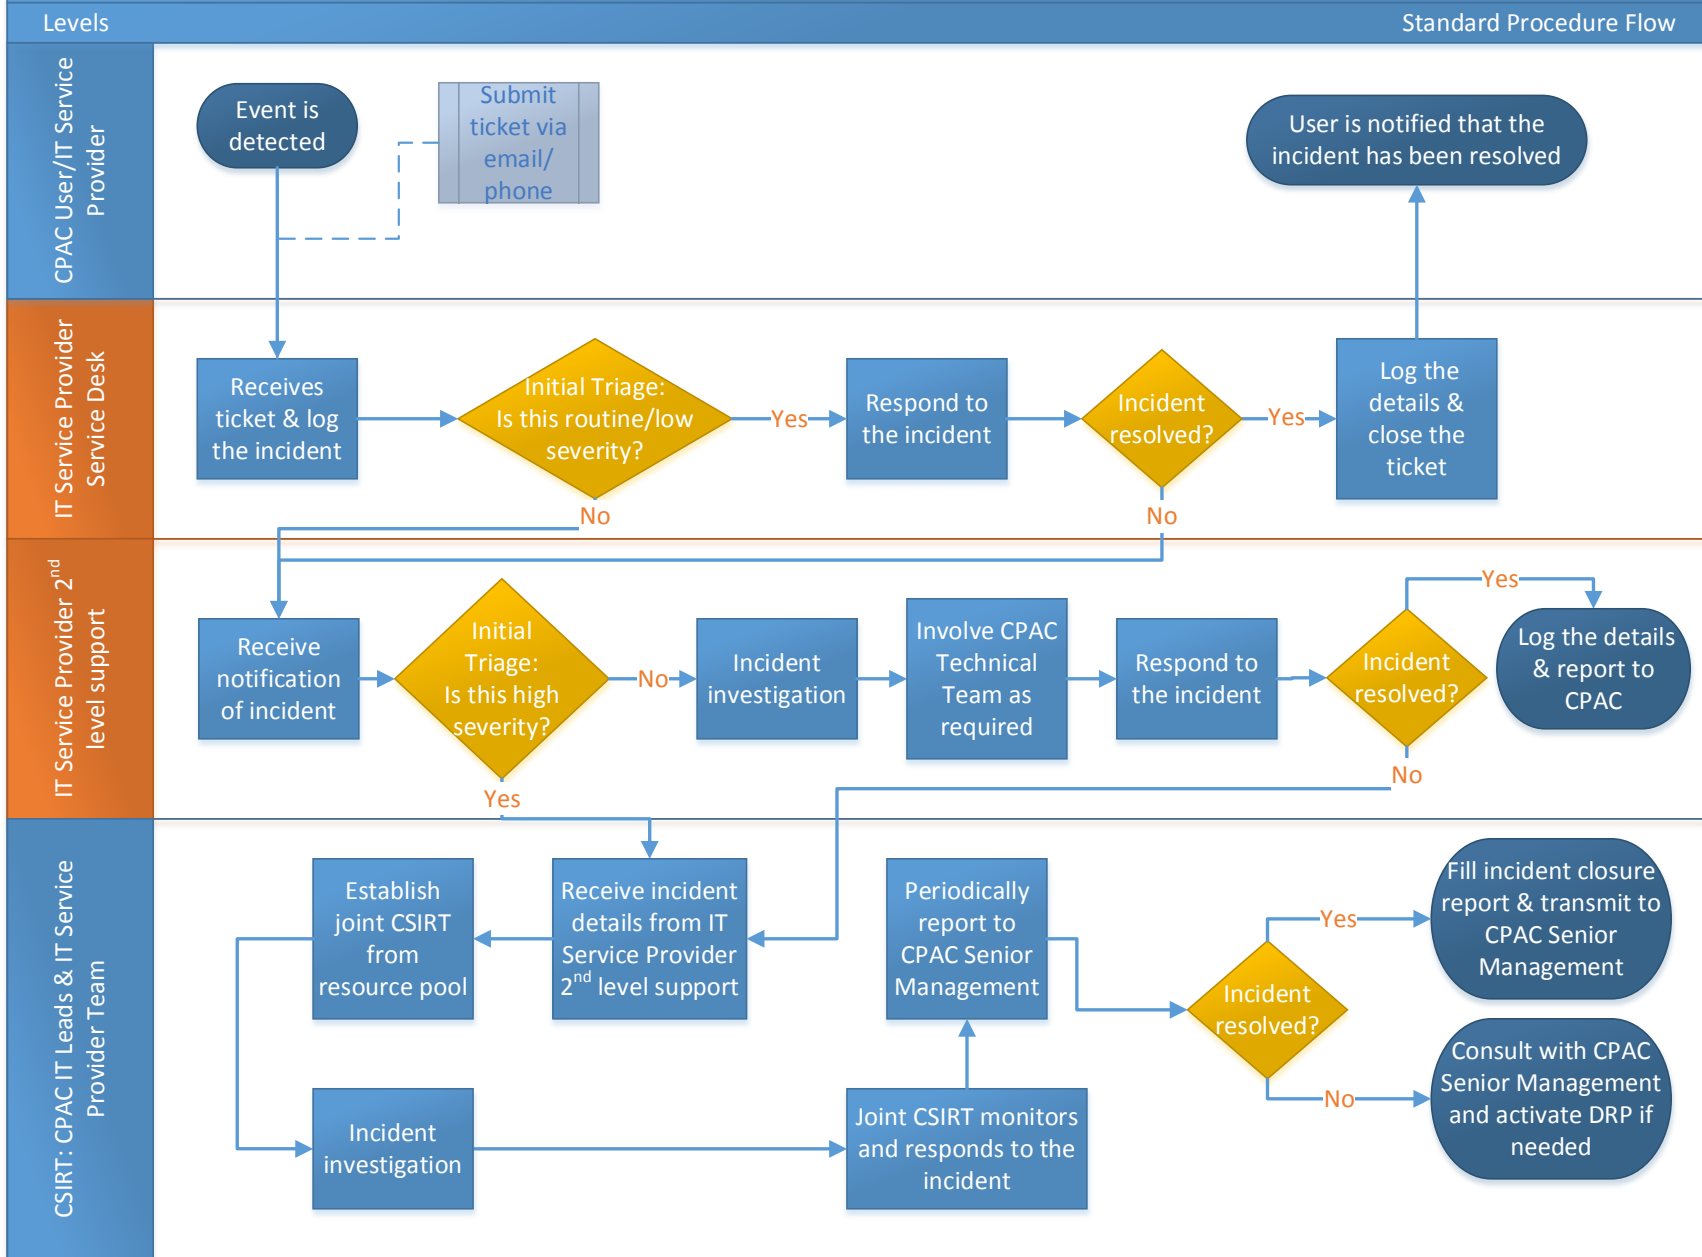 Levels
Standard Procedure Flow
CPAC User/IT Service
Provider
Event is
detected
Submit
ticket via
email/
phone
User is notified that the
incident has been resolved
IT Service Provider
Service Desk
Receives
ticket & log
the incident
Initial Triage:
Is this routine/low
severity?
Yes
No
Respond to
the incident
Incident
resolved?
Yes
No
Log the
details &
close the
ticket
IT Service Provider 2nd
level support
Receive
notification
of incident
Initial
Triage:
Is this high
severity?
No
Yes
Incident
investigation
Involve CPAC
Technical
Team as
required
Respond to
the incident
Incident
resolved?
Yes
No
Log the details
& report to
CPAC
CSIRT: CPAC IT Leads & IT Service
Provider Team
Establish
joint CSIRT
from
resource pool
Receive incident
details from IT
Service Provider
2nd level support
Periodically
report to
CPAC Senior
Management
Incident
resolved?
Yes
No
Fill incident closure
report & transmit to
CPAC Senior
Management
Consult with CPAC
Senior Management
and activate DRP if
needed
Incident
investigation
Joint CSIRT monitors
and responds to the
incident